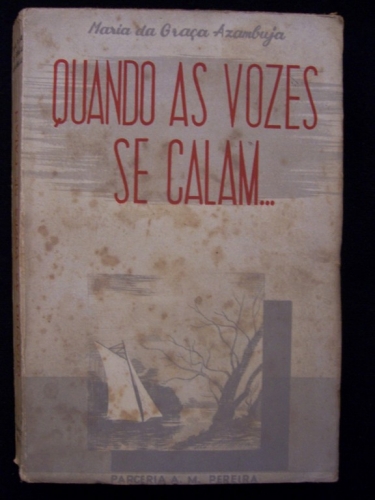 Maria da Graça Azambuja
QUANDO AS VOZES
SE CALAM...
PARCERIA A. M. PEREIRA